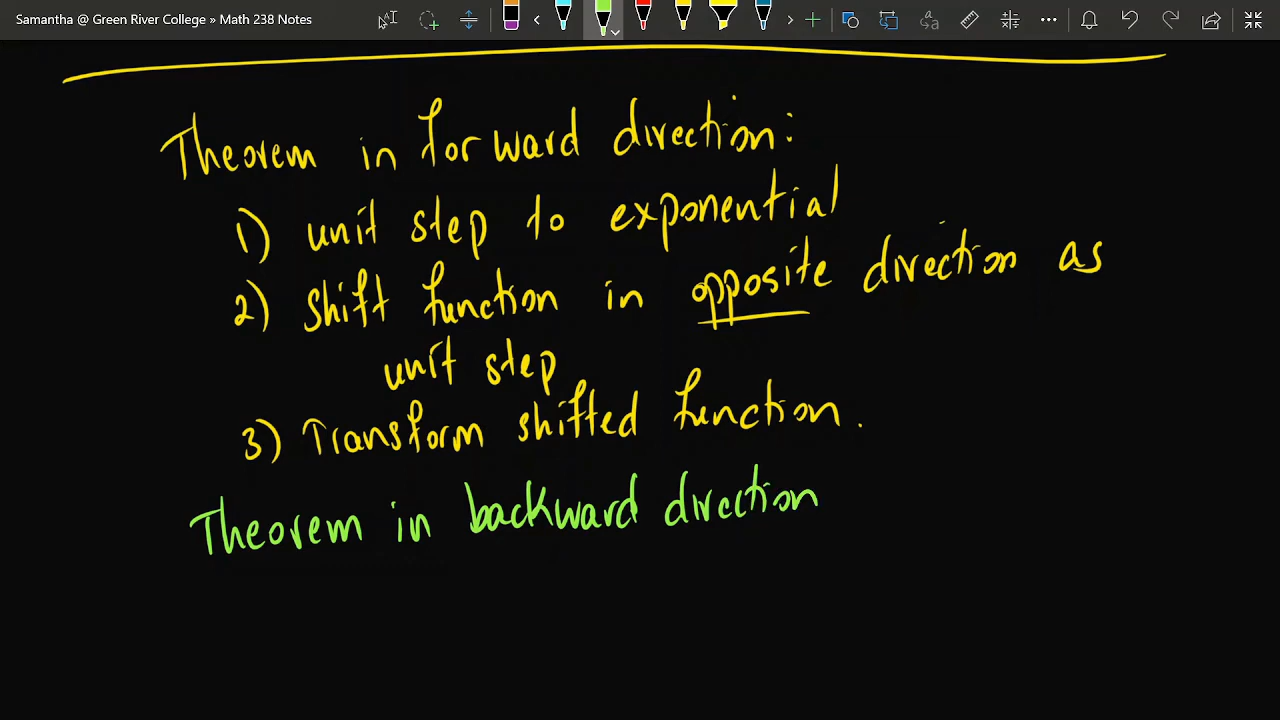 Samantha @ Green River College » Math 238 Notes
Theorem in forward direction:
1) unit step to exponential
2) shift function in opposite direction as
unit step
3) Transform shifted function.
Theorem in backward direction